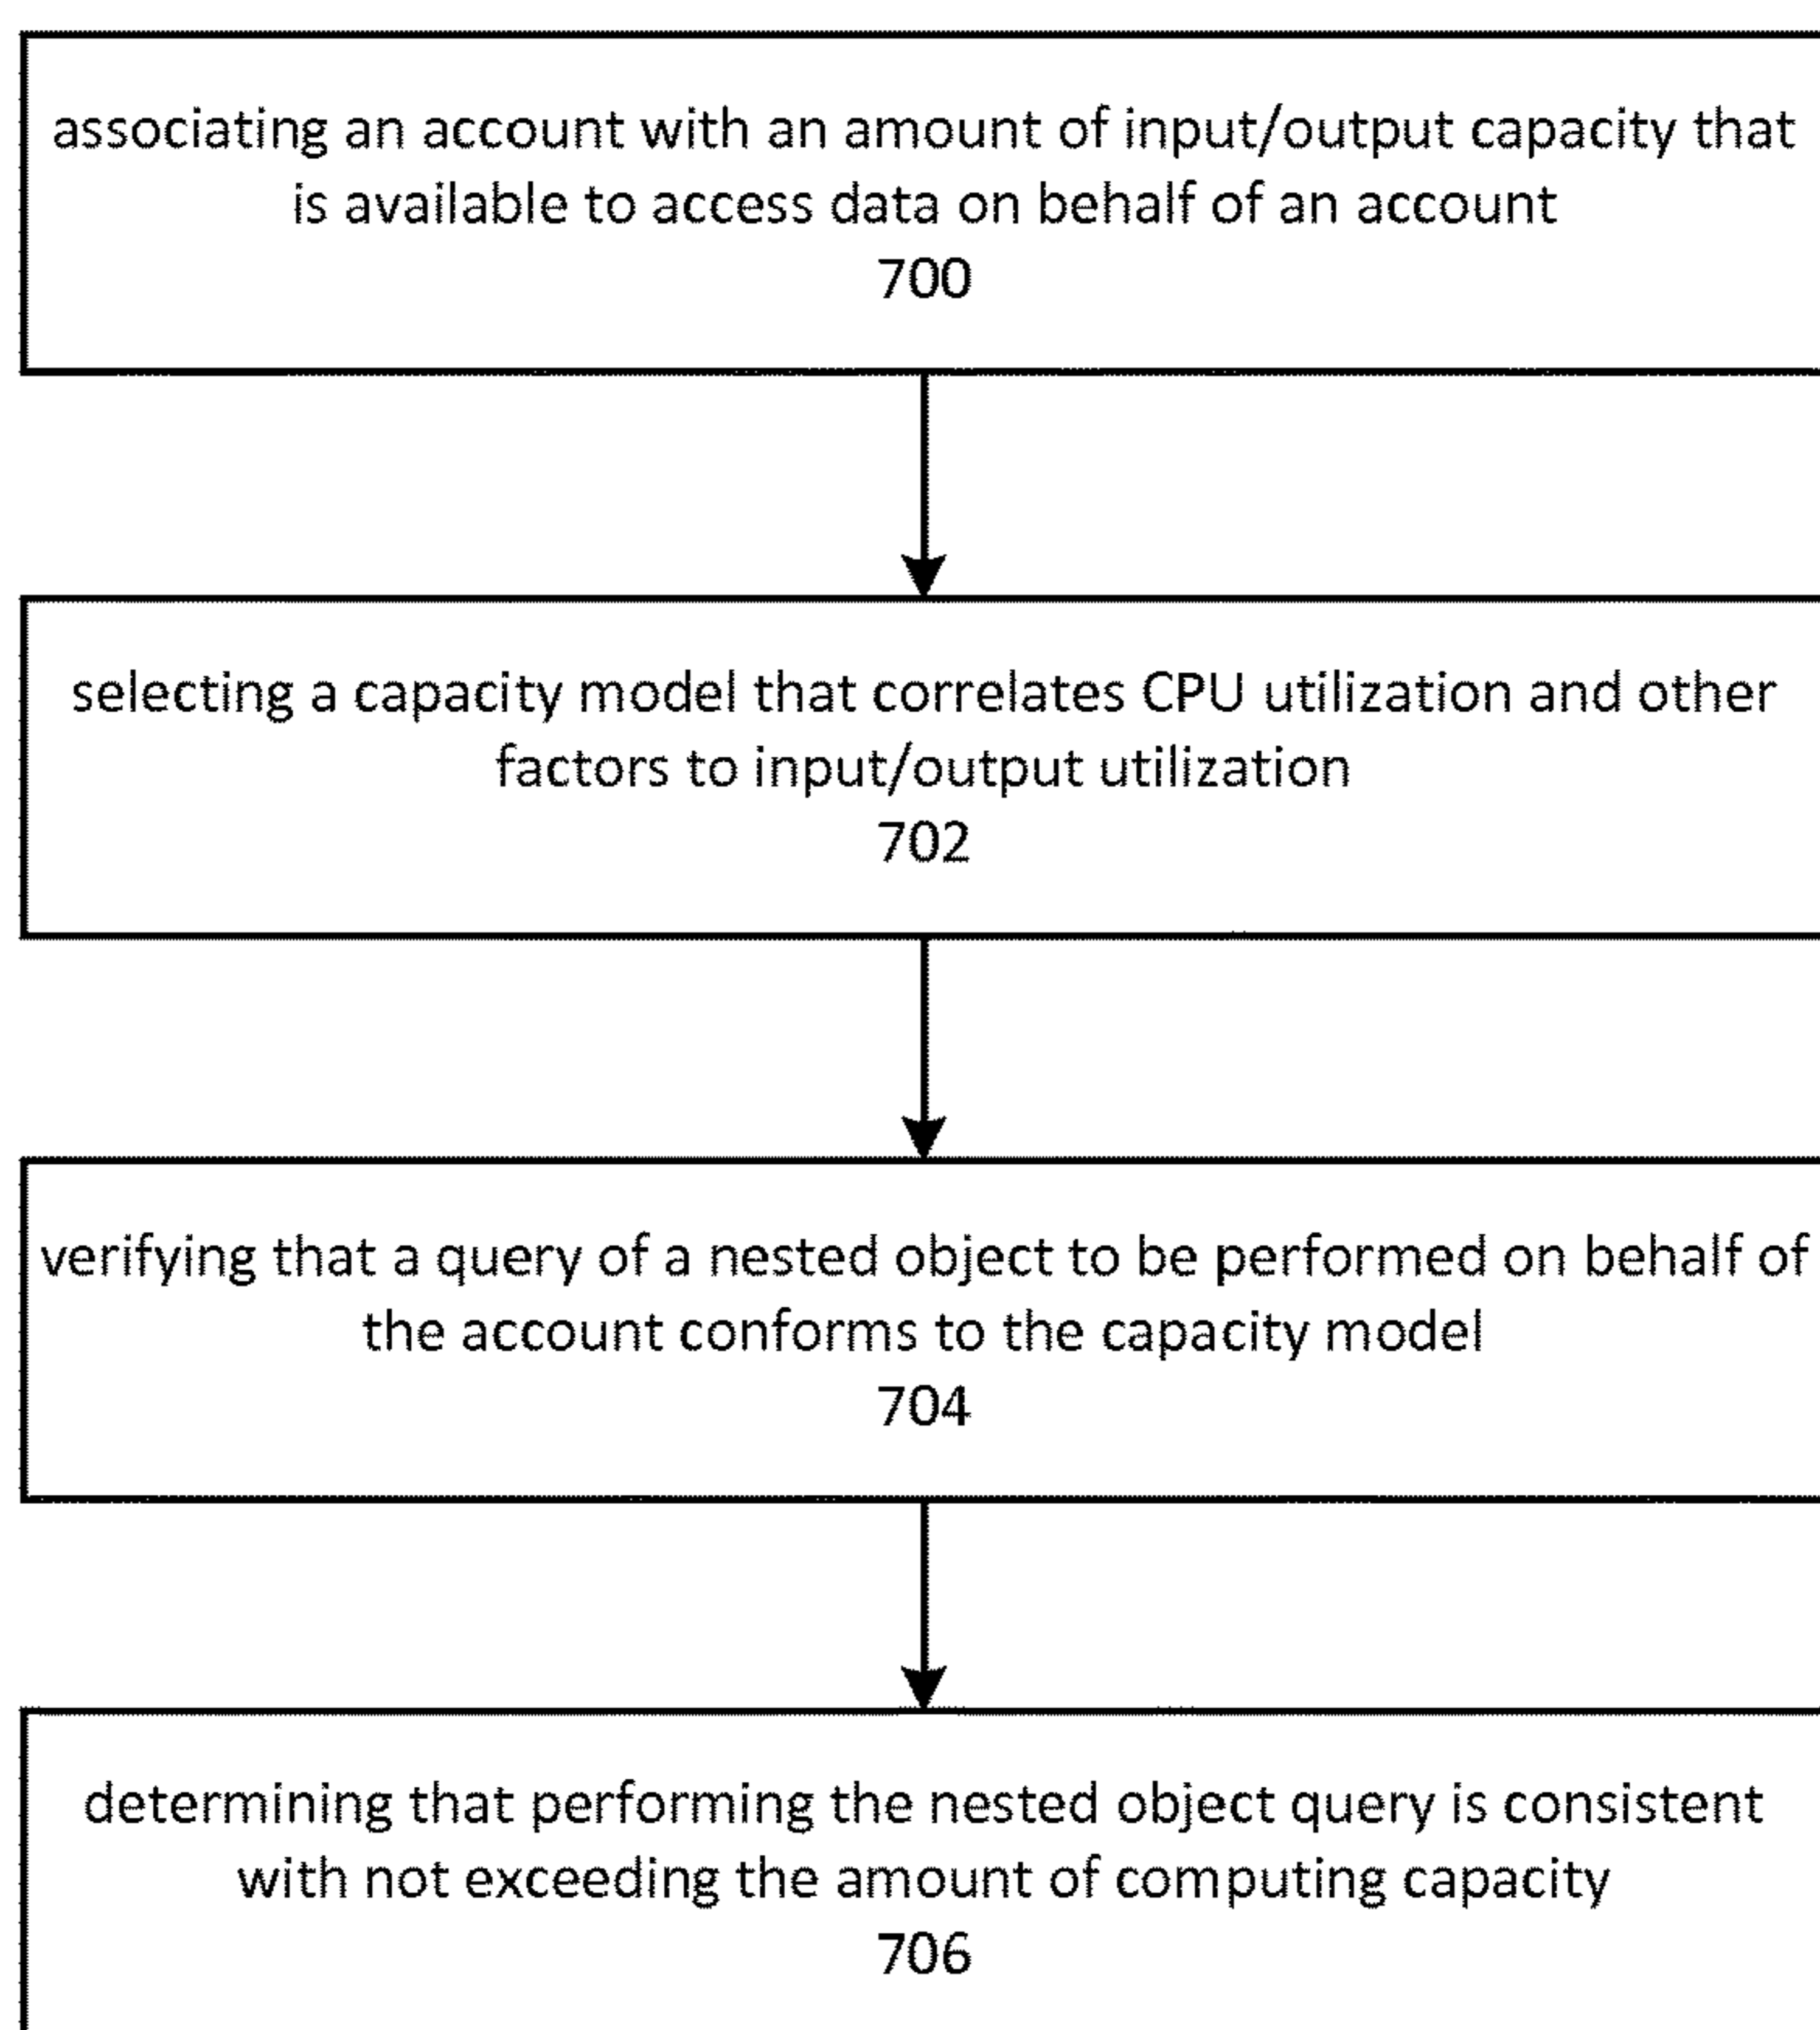 associating an account with an amount of input/output capacity that
is available to access data on behalf of an account
700
selecting a capacity model that correlates CPU utilization and other
factors to input/output utilization
702
verifying that a query of a nested object to be performed on behalf of
the account conforms to the capacity model
704
determining that performing the nested object query is consistent
with not exceeding the amount of computing capacity
706